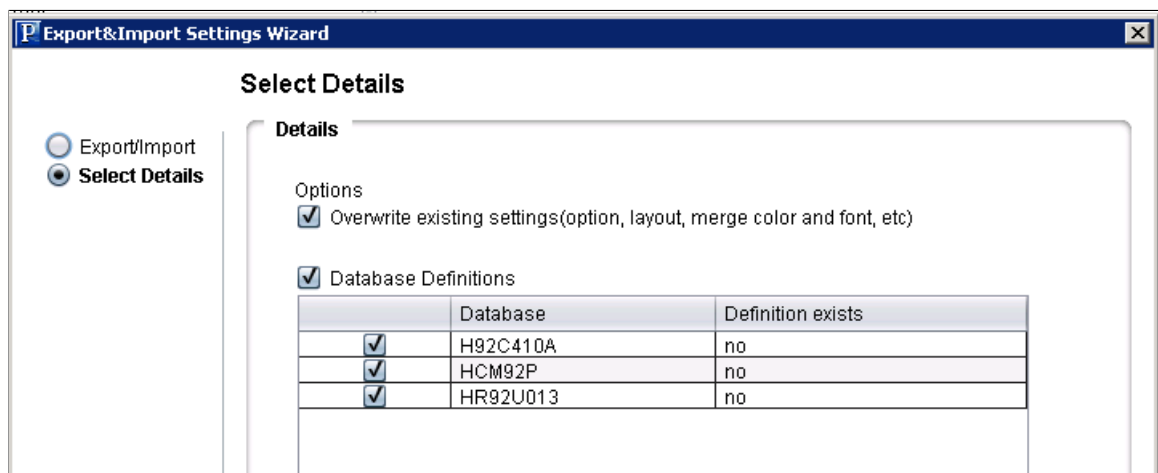 Export&Import Settings Wizard
Select Details
Export/Import
Select Details
Details
Options
Overwrite existing settings(option, layout, merge color and font, etc)
Database Definitions
Database Definition exists
H92C410A no
HCM92P no
HR92U013 no